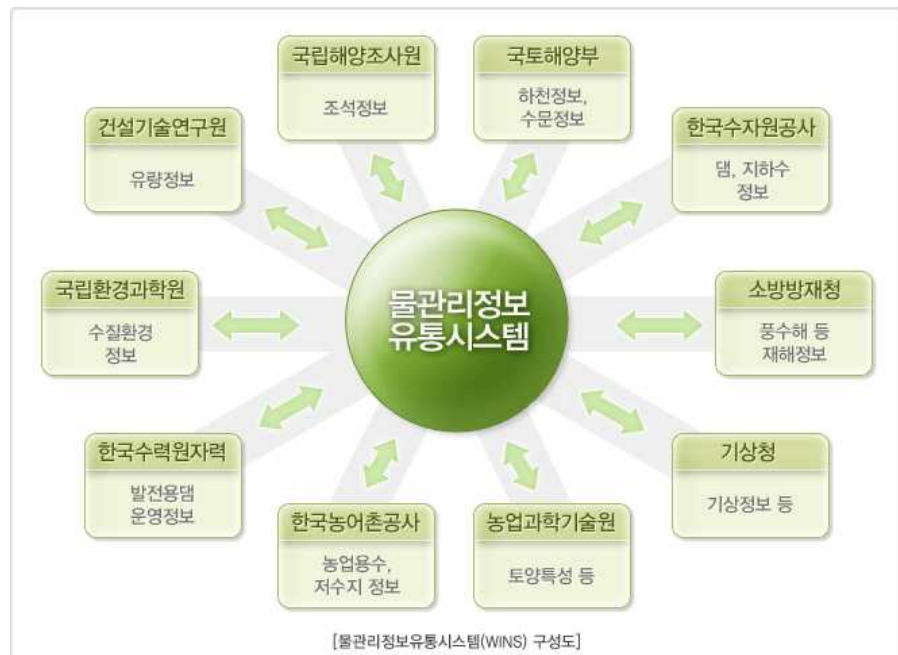 국립해양조사원
조석정보
국토해양부
하천정보,
수문정보
건설기술연구원
유량정보
한국수자원공사
댐, 지하수
정보
물관리정보
유통시스템
국립환경과학원
수질환경
정보
소방방재청
풍수해 등
재해정보
한국수력원자력
발전용댐
운영정보
기상청
기상정보 등
한국농어촌공사
농업용수,
저수지 정보
농업과학기술원
토양특성 등
[물관리정보유통시스템(WINS) 구성도]